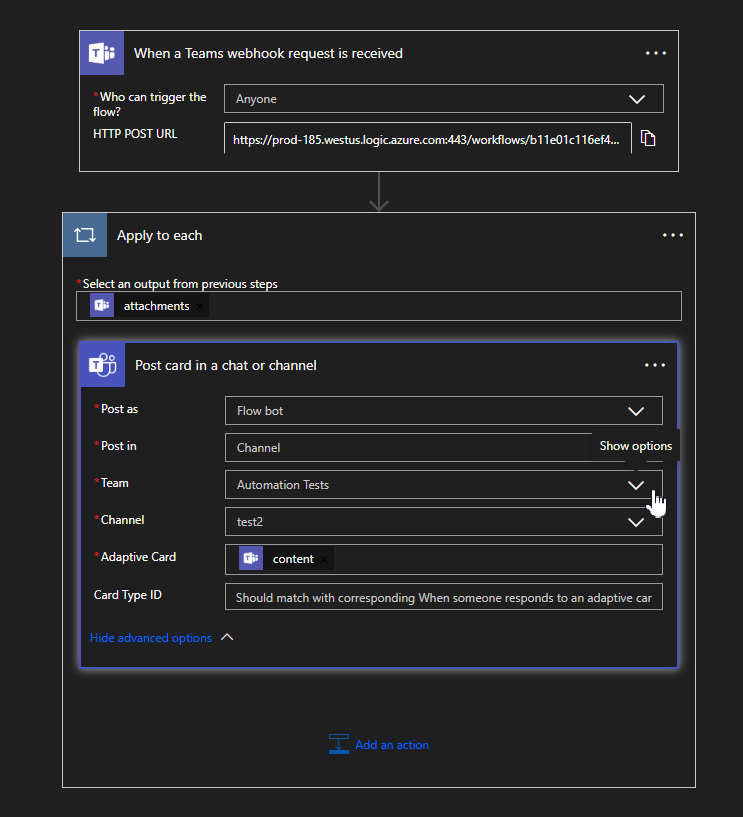 When a Teams webhook request is received
*Who can trigger the
flow?
Anyone
HTTP POST URL
https://prod-185.westus.logic.azure.com:443/workflows/b11e01c116ef4...
Apply to each
*Select an output from previous steps
attachments ×
Post card in a chat or channel
*Post as
Flow bot
*Post in
Channel
Show options
*Team
Automation Tests
*Channel
test2
*Adaptive Card
content ×
Card Type ID
Should match with corresponding When someone responds to an adaptive car
Hide advanced options
Add an action